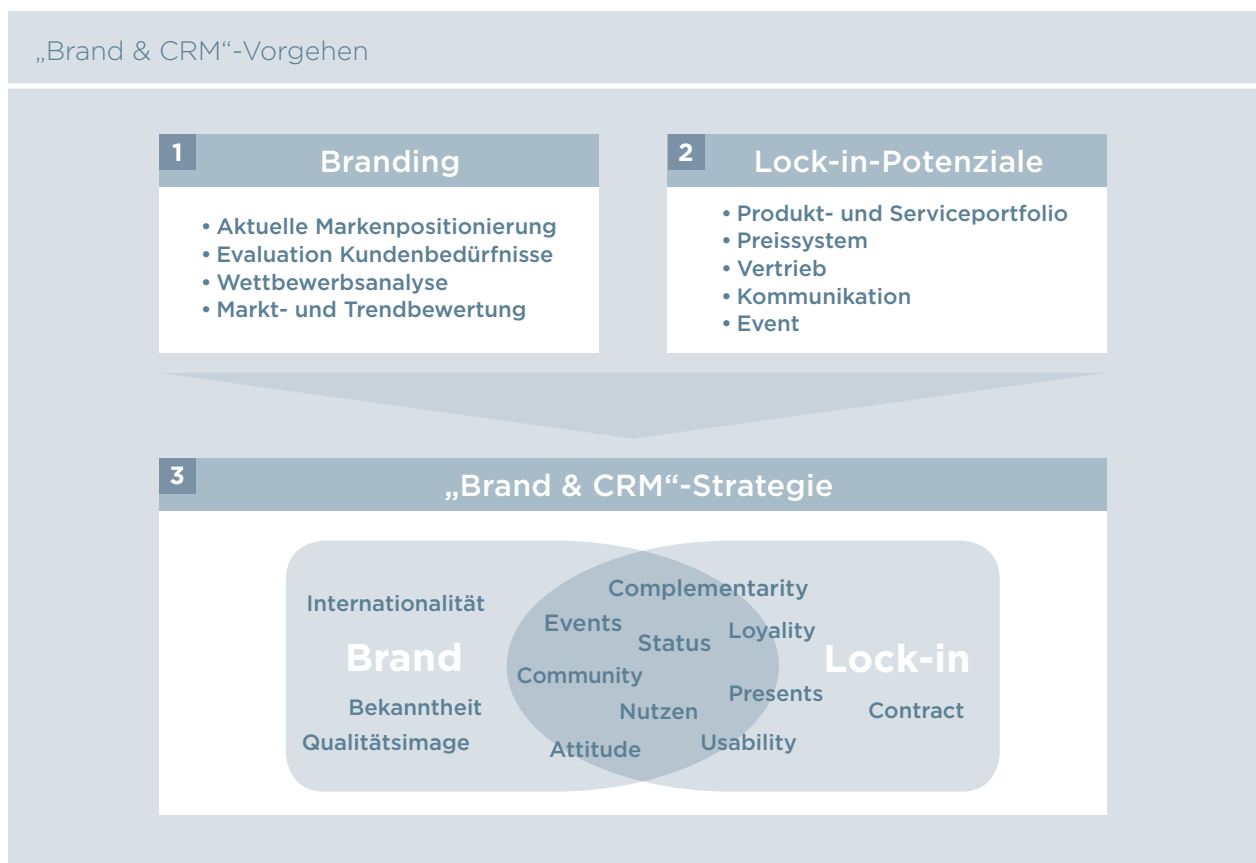 „Brand & CRM“-Vorgehen
1
Branding
• Aktuelle Markenpositionierung
• Evaluation Kundenbedürfnisse
• Wettbewerbsanalyse
• Markt- und Trendbewertung
2
Lock-in-Potenziale
• Produkt- und Serviceportfolio
• Preissystem
• Vertrieb
• Kommunikation
• Event
3
„Brand & CRM“-Strategie
Internationalität
Brand
Bekanntheit
Qualitätsimage
Complementarity
Events
Status
Loyality
Community
Presents
Nutzen
Attitude
Usability
Lock-in
Contract